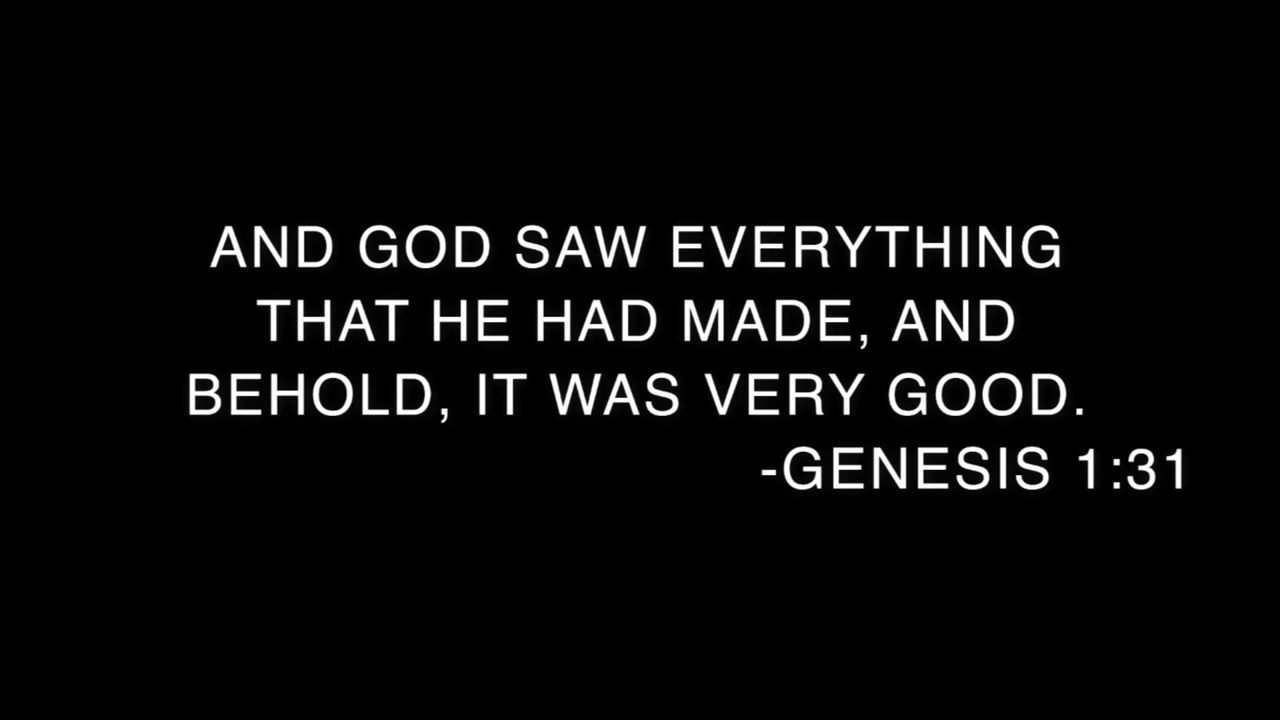 AND GOD SAW EVERYTHING
THAT HE HAD MADE, AND
BEHOLD, IT WAS VERY GOOD.
-GENESIS 1:31